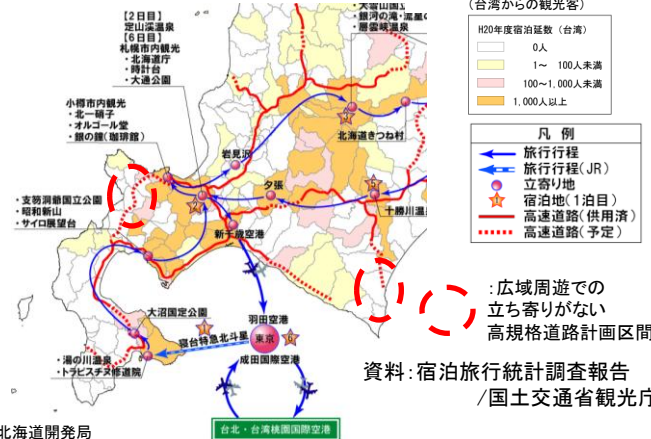 【2日目】
定山渓温泉
【6日目】
札幌市内観光
・北海道庁
・時計台
・大通公園
・銀河の滝・流星の
・層雲峡温泉
小樽市内観光
・北一硝子
・オルゴール堂
・銀の鐘(珈琲館)
岩見沢
北海道きつね村
3
夕張
5
2
十勝川温
新千歳空港
・支笏洞爺国立公園
・昭和新山
・サイロ展望台
大沼国定公園
1
寝台特急北斗星
羽田空港
東京
6
成田国際空港
・湯の川温泉
・トラピスチヌ修道院
台北・台湾桃園国際空港
北海道開発局
(台湾からの観光客)
H20年度宿泊延数(台湾)
0人
1~ 100人未満
100~1,000人未満
1,000人以上
凡例
旅行行程
旅行行程(JR)
立寄り地
1
宿泊地(1泊目)
高速道路(供用済)
高速道路(予定)
:広域周遊での
立ち寄りがない
高規格道路計画区間
資料:宿泊旅行統計調査報告
/国土交通省観光庁